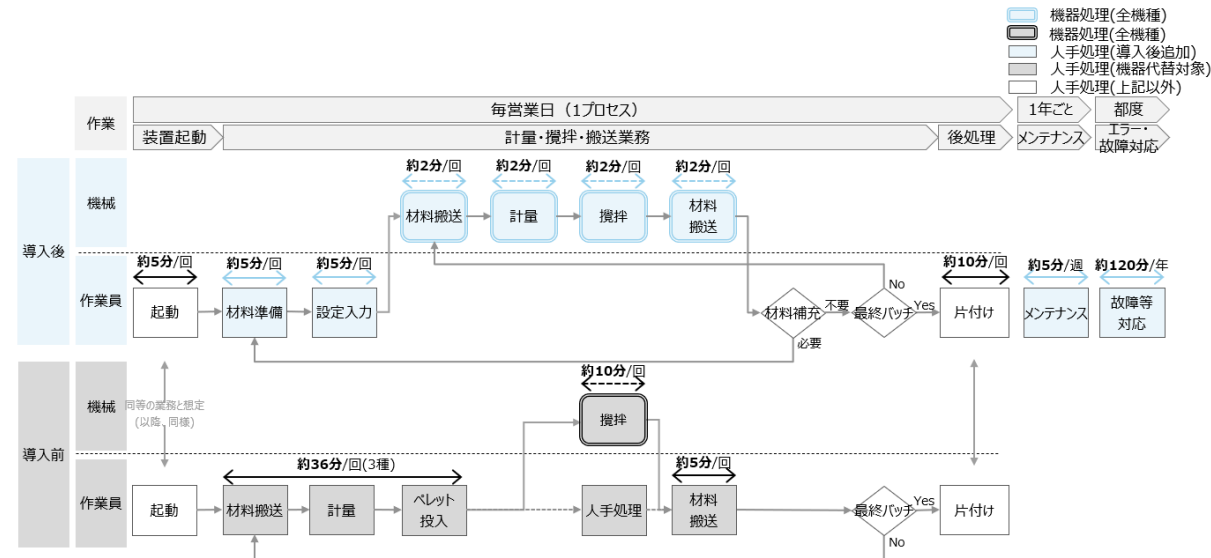 機器処理(全機種)
機器処理(全機種)
人手処理(導入後追加)
人手処理(機器代替対象)
人手処理(上記以外)
作業
毎営業日（1プロセス）
1年ごと
都度
装置起動
計量・攪拌・搬送業務
後処理
メンテナンス
エラー・
故障対応
導入後
機械
約2分/回
約2分/回
約2分/回
約2分/回
材料搬送
計量
攪拌
材料
搬送
作業員
約5分/回
約5分/回
約5分/回
約10分/回
約5分/週
約120分/年
起動
材料準備
設定入力
材料補充
不要
必要
最終バッチ
No
Yes
片付け
メンテナンス
故障等
対応
導入前
機械
同等の業務と想定
(以降、同様)
約10分/回
攪拌
作業員
約36分/回(3種)
約5分/回
起動
材料搬送
計量
ペレット
投入
人手処理
材料
搬送
最終バッチ
Yes
No
片付け